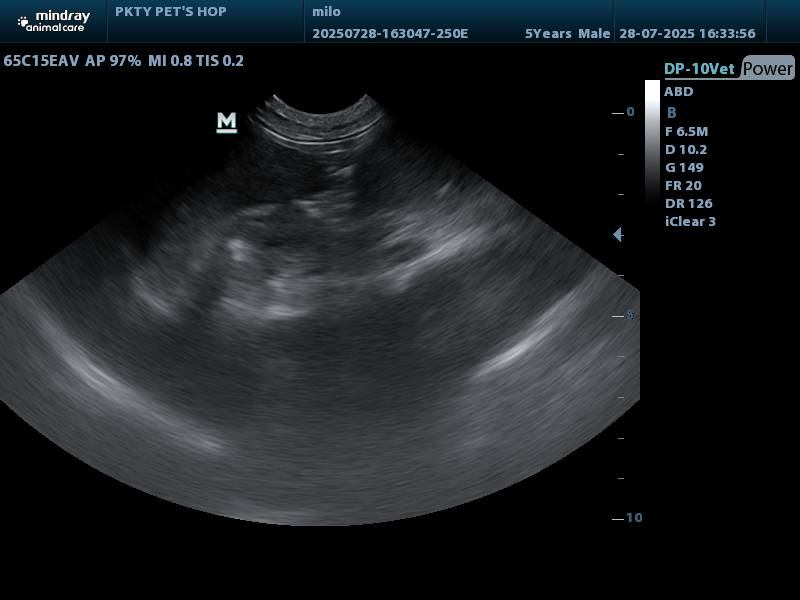 mindray
animalcare
PKTY PET'S HOP
milo
20250728-163047-250E
5Years Male
28-07-2025 16:33:56
65C15EAV AP 97% MI 0.8 TIS 0.2
DP-10Vet
Power
ABD
B
F 6.5M
D 10.2
G 149
FR 20
DR 126
iClear 3
M
0
5
10